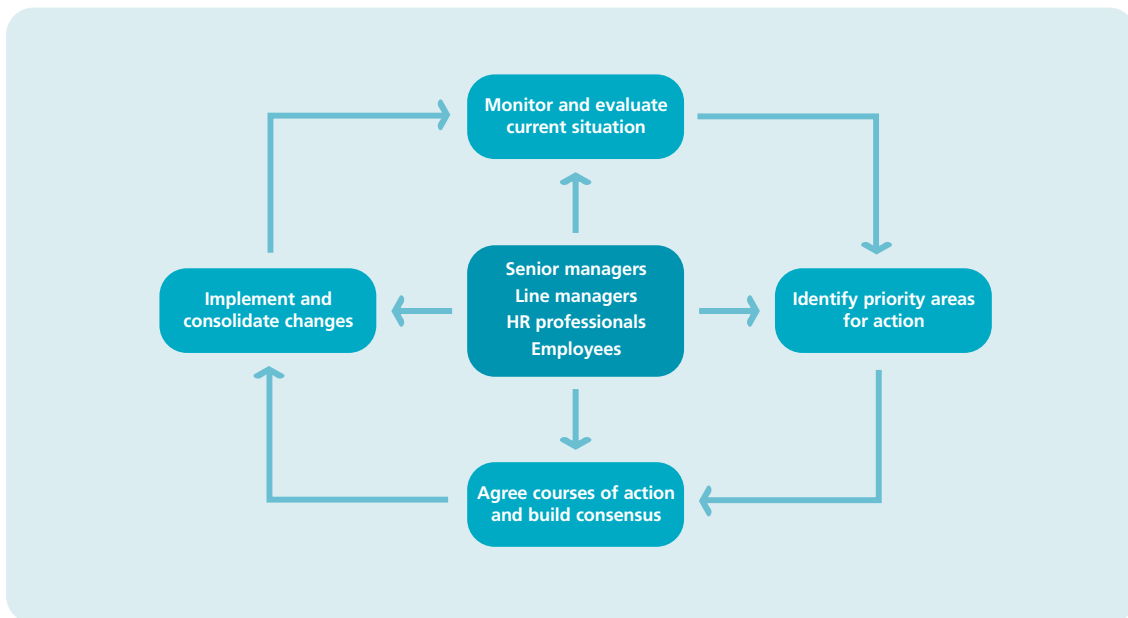 Monitor and evaluate
current situation
Senior managers
Line managers
HR professionals
Employees
Implement and
consolidate changes
Identify priority areas
for action
Agree courses of action
and build consensus